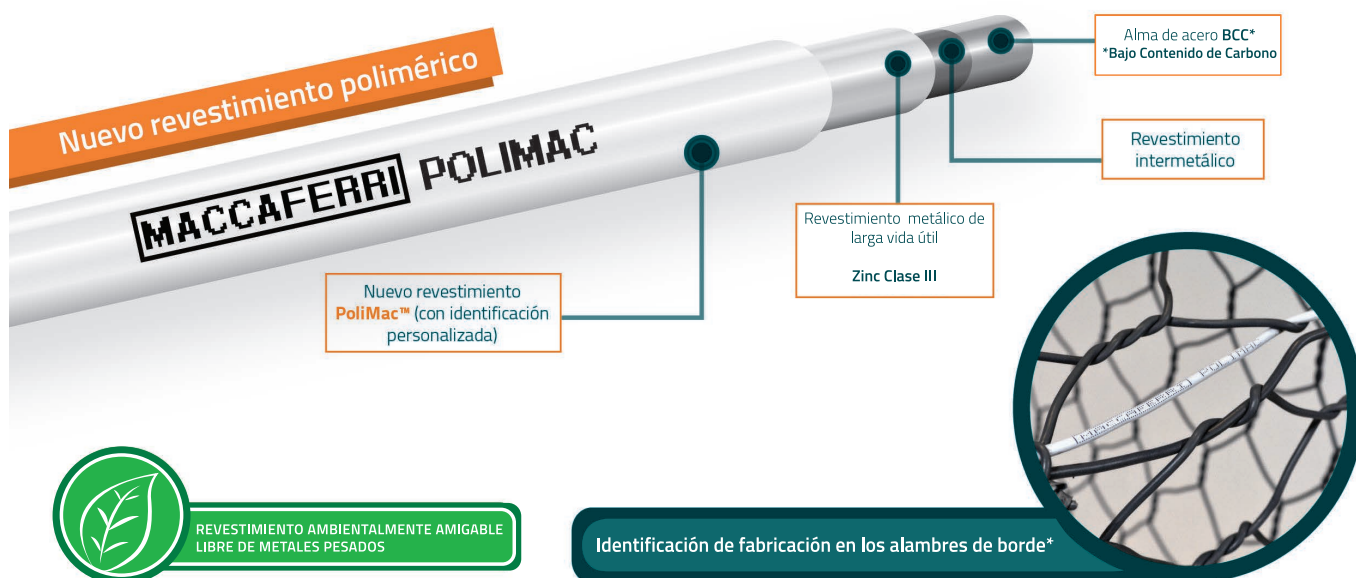 Nuevo revestimiento polimérico
MACCAFERRI POLIMAC
Alma de acero BCC*
*Bajo Contenido de Carbono
Revestimiento
intermetálico
Revestimiento metálico de
larga vida útil
Zinc Clase III
Nuevo revestimiento
PoliMac™ (con identificación
personalizada)
MACCAFERRI POLIMAC
REVESTIMIENTO AMBIENTALMENTE AMIGABLE
LIBRE DE METALES PESADOS
Identificación de fabricación en los alambres de borde*